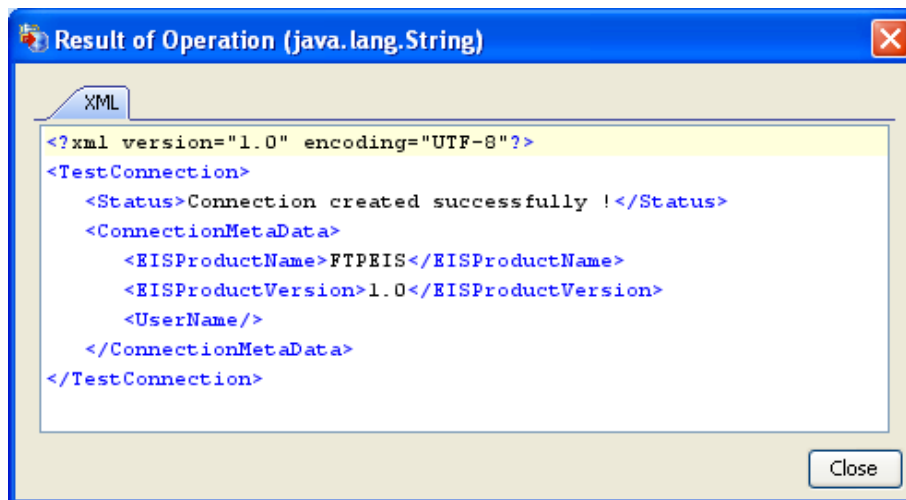 Result of Operation (java.lang.String)
XML
<?xml version="1.0" encoding="UTF-8"?>
<TestConnection>
<Status>Connection created successfully !</Status>
<ConnectionMetaData>
<EISProductName>FTPEIS</EISProductName>
<EISProductVersion>1.0</EISProductVersion>
<UserName/>
</ConnectionMetaData>
</TestConnection>
Close